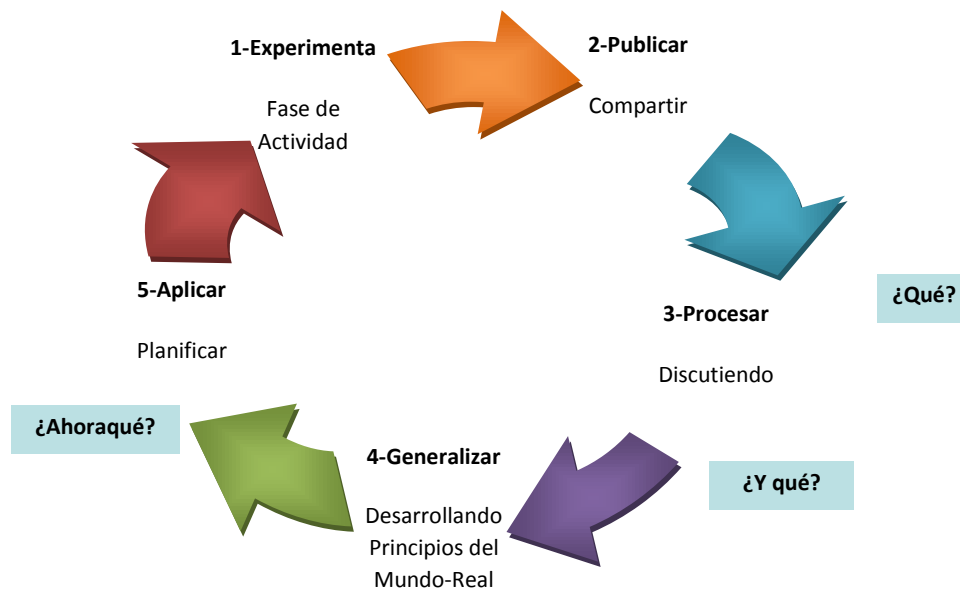 1-Experimenta
Fase de
Actividad
2-Publicar
Compartir
¿Qué?
3-Procesar
Discutiendo
¿Y qué?
4-Generalizar
Desarrollando
Principios del
Mundo-Real
¿Ahoraqué?
5-Aplicar
Planificar